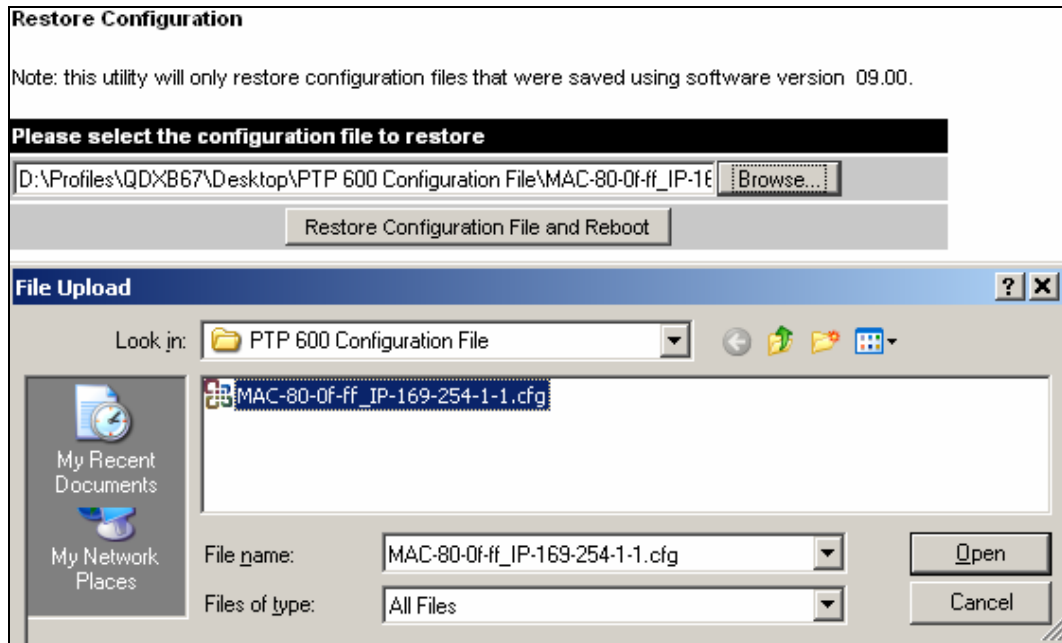 Restore Configuration
Note: this utility will only restore configuration files that were saved using software version 09.00.
Please select the configuration file to restore
D:\Profiles\QDXB67\Desktop\PTP 600 Configuration File\MAC-80-0f-ff_IP-16 Browse...
Restore Configuration File and Reboot
File Upload
Look in: PTP 600 Configuration File
MAC-80-0f-ff_IP-169-254-1-1.cfg
My Recent
Documents
My Network
Places
File name: MAC-80-0f-ff_IP-169-254-1-1.cfg Open
Files of type: All Files Cancel